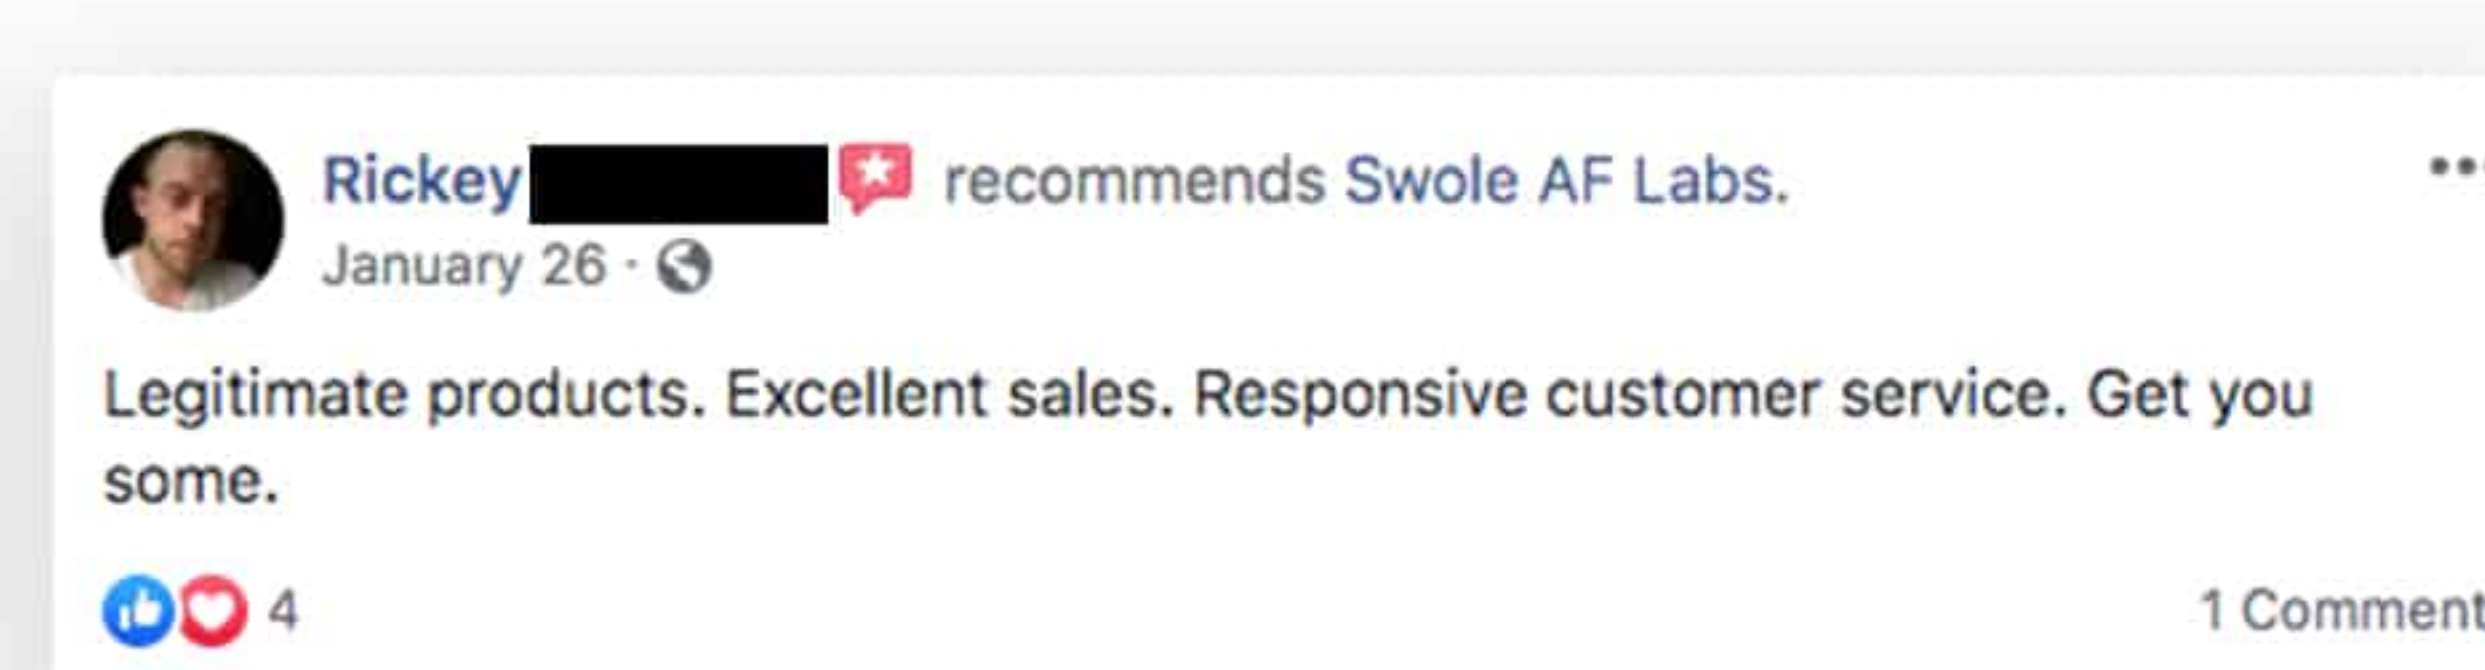 Rickey recommends Swole AF Labs.
January 26 ·
Legitimate products. Excellent sales. Responsive customer service. Get you
some.
4 1 Comment